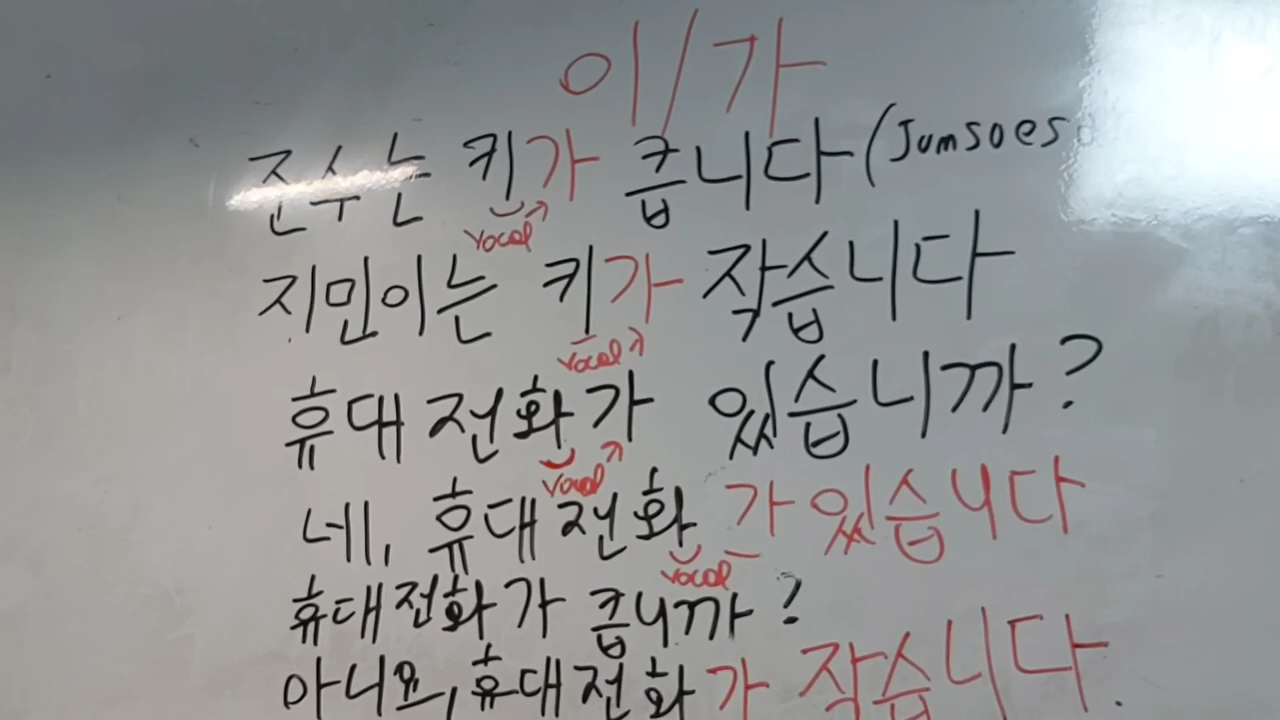 이/가
준수는 키가 큽니다 (Junsoes
vocal
지민이는 키가 작습니다
vocal
휴대전화가 있습니까?
vocal
네, 휴대전화가 있습니다
vocal
휴대전화가 큽니까?
아니요, 휴대전화가 작습니다.